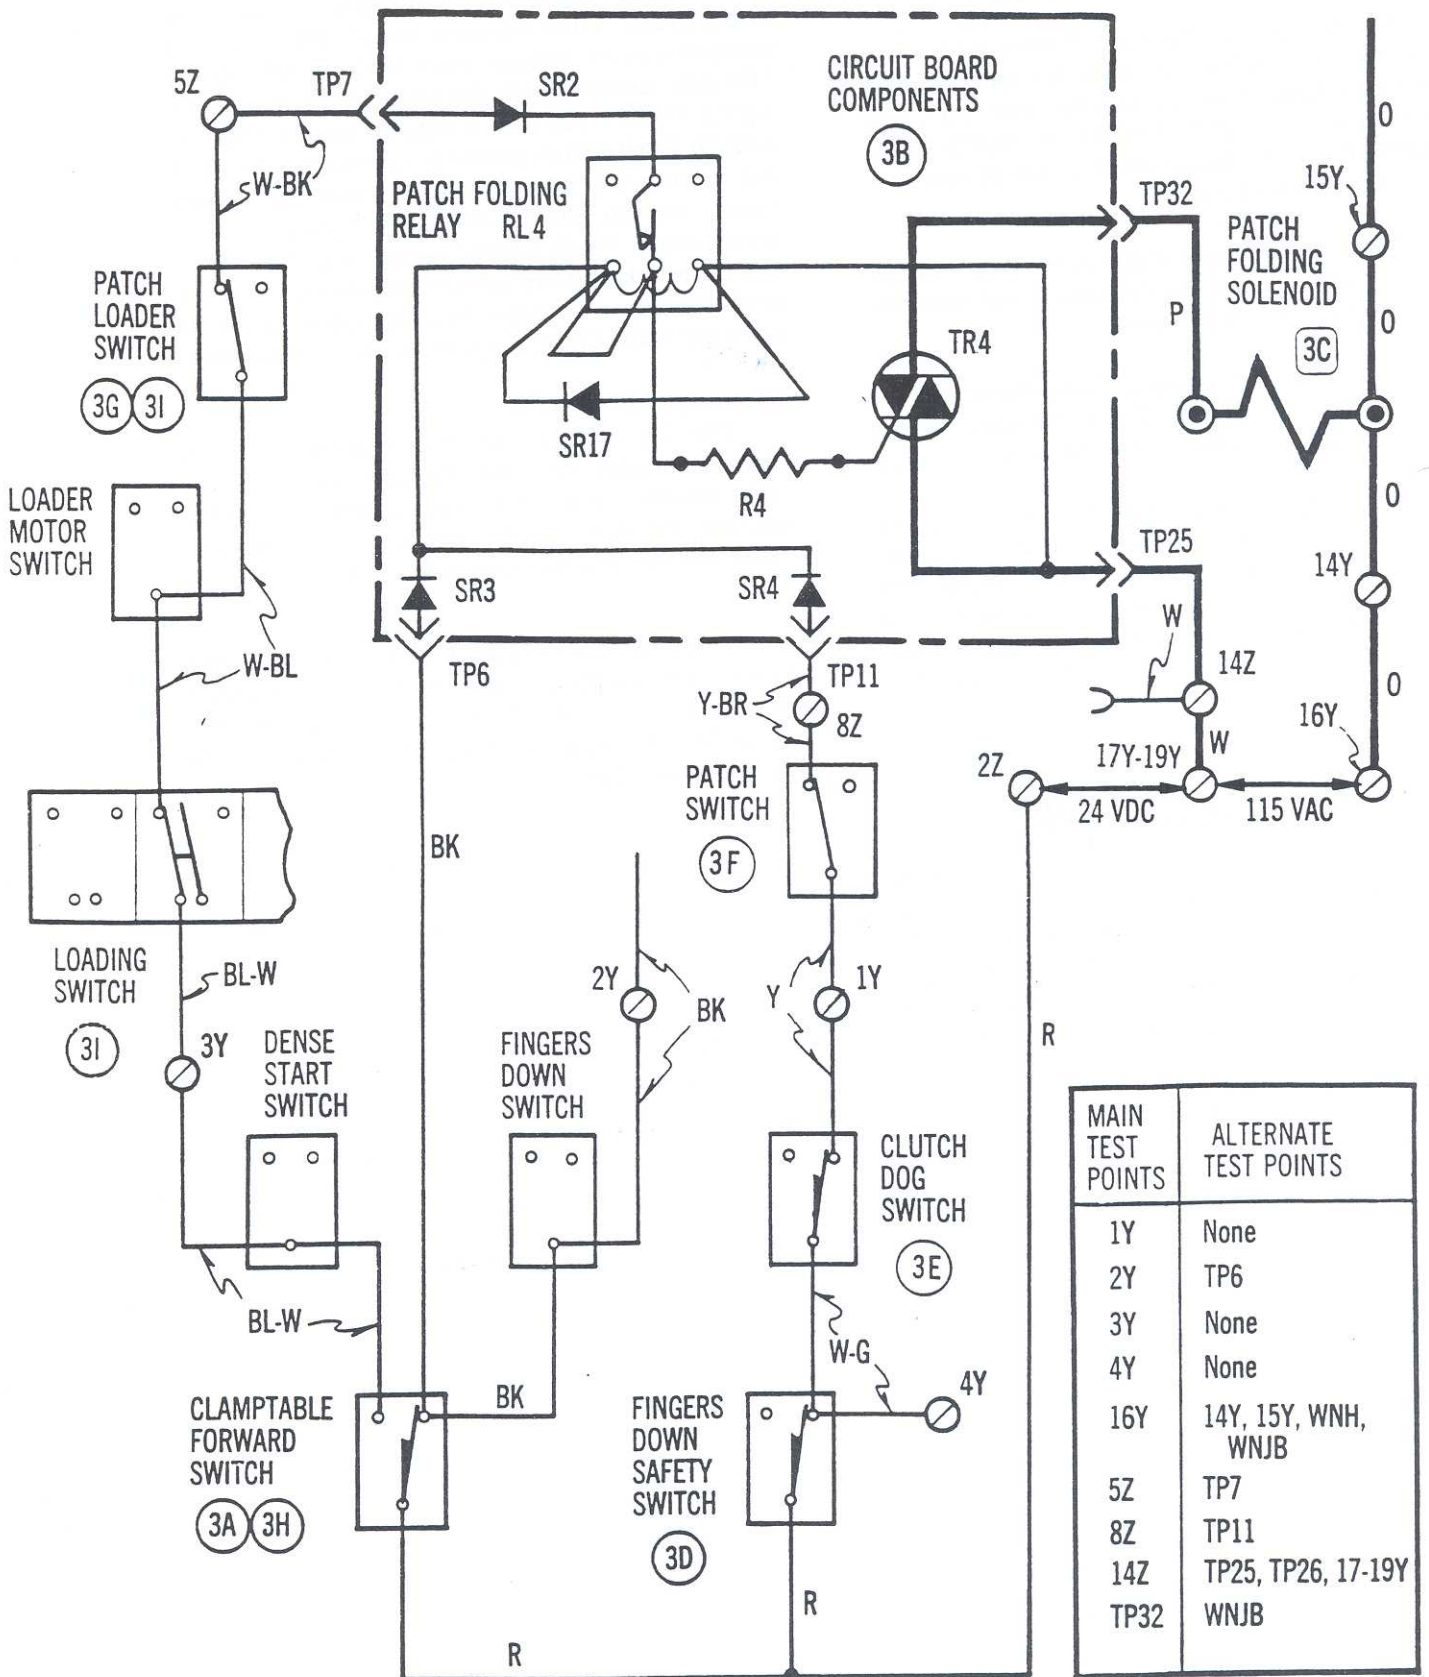 5Z
TP7
SR2
CIRCUIT BOARD
COMPONENTS
3B
W-BK
PATCH FOLDING
RELAY RL4
TP32
15Y
O
PATCH
FOLDING
SOLENOID
3C
O
P
PATCH
LOADER
SWITCH
3G 3I
TR4
SR17
R4
LOADER
MOTOR
SWITCH
O
TP25
14Y
SR3
SR4
W
W-BL
TP6
TP11
14Z
O
Y-BR
8Z
16Y
PATCH
SWITCH
3F
2Z
17Y-19Y
W
24 VDC
115 VAC
BK
LOADING
SWITCH
3I
BL-W
2Y
BK
Y
1Y
R
3Y
DENSE
START
SWITCH
FINGERS
DOWN
SWITCH
CLUTCH
DOG
SWITCH
3E
BL-W
W-G
BK
4Y
CLAMPTABLE
FORWARD
SWITCH
3A 3H
FINGERS
DOWN
SAFETY
SWITCH
3D
R
R
MAIN
TEST
POINTS
ALTERNATE
TEST POINTS
1Y None
2Y TP6
3Y None
4Y None
16Y 14Y, 15Y, WNH,
WNJB
5Z TP7
8Z TP11
14Z TP25, TP26, 17-19Y
TP32 WNJB